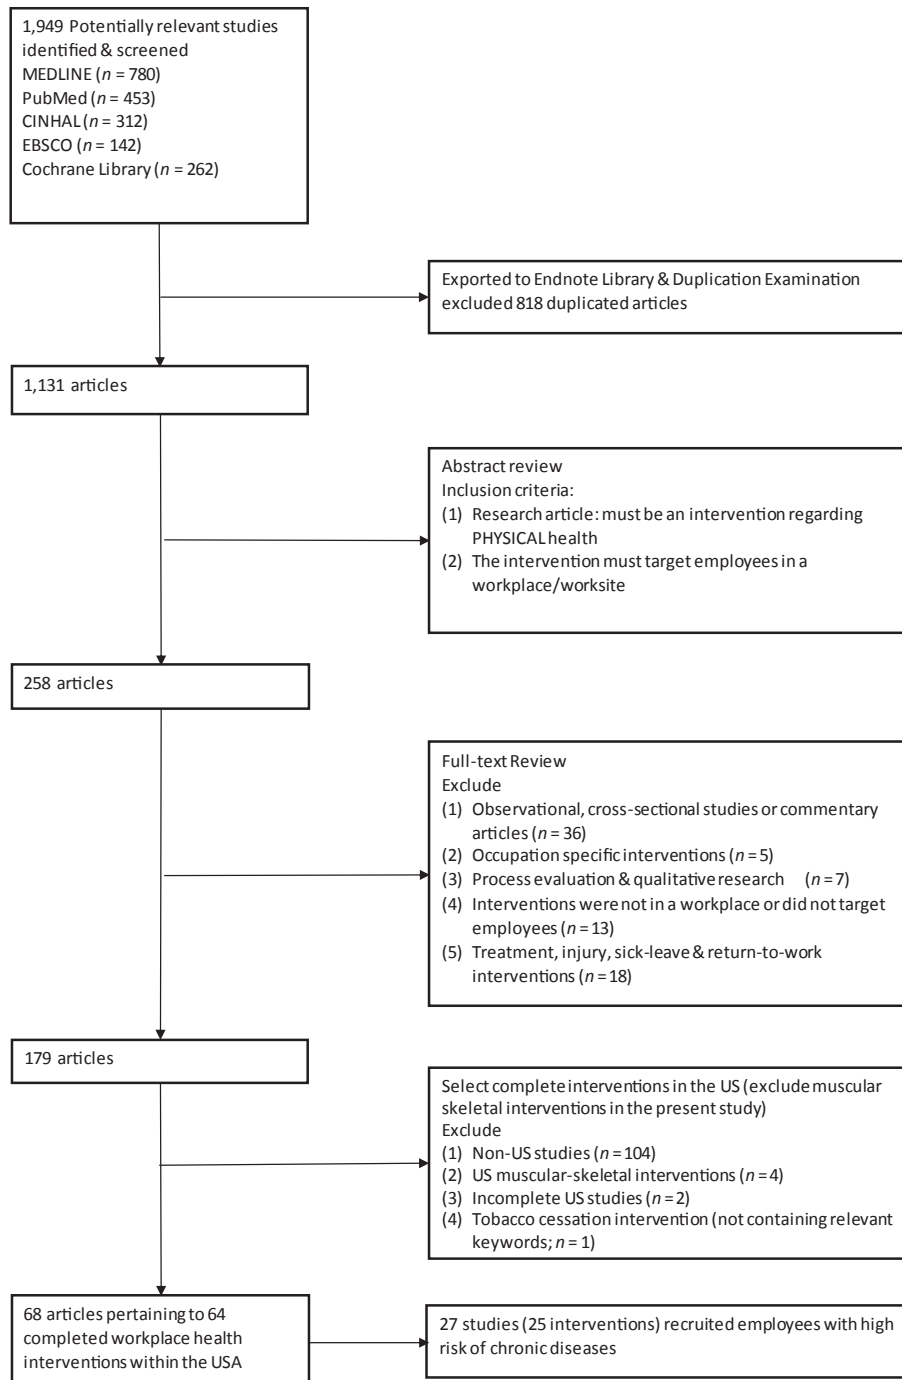 1,949 Potentially relevant studies
identified & screened
MEDLINE (n = 780)
PubMed (n = 453)
CINHAL (n = 312)
EBSCO (n = 142)
Cochrane Library (n = 262)
Exported to Endnote Library & Duplication Examination
excluded 818 duplicated articles
1,131 articles
Abstract review
Inclusion criteria:
(1) Research article: must be an intervention regarding
PHYSICAL health
(2) The intervention must target employees in a
workplace/worksite
258 articles
Full-text Review
Exclude
(1) Observational, cross-sectional studies or commentary
articles (n = 36)
(2) Occupation specific interventions (n = 5)
(3) Process evaluation & qualitative research (n = 7)
(4) Interventions were not in a workplace or did not target
employees (n = 13)
(5) Treatment, injury, sick-leave & return-to-work
interventions (n = 18)
179 articles
Select complete interventions in the US (exclude muscular
skeletal interventions in the present study)
Exclude
(1) Non-US studies (n = 104)
(2) US muscular-skeletal interventions (n = 4)
(3) Incomplete US studies (n = 2)
(4) Tobacco cessation intervention (not containing relevant
keywords; n = 1)
68 articles pertaining to 64
completed workplace health
interventions within the USA
27 studies (25 interventions) recruited employees with high
risk of chronic diseases